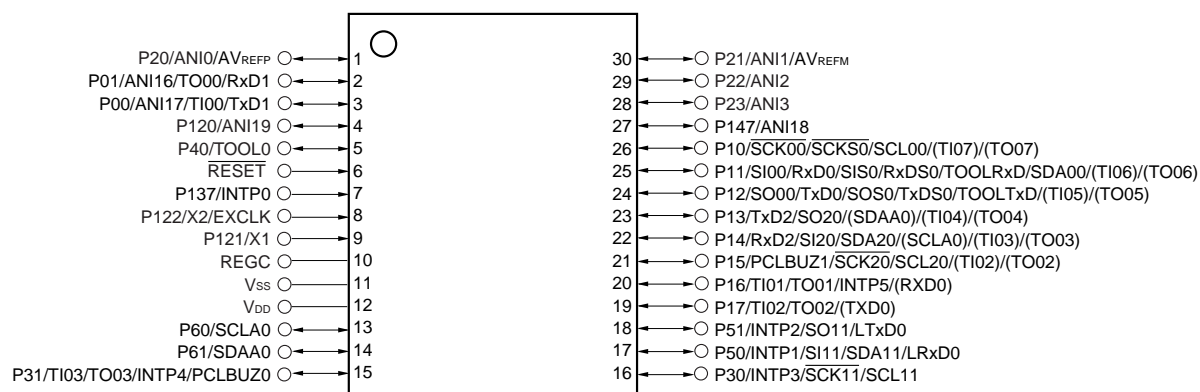 P20/ANI0/AVREFP 1
P01/ANI16/TO00/RxD1 2
P00/ANI17/TI00/TxD1 3
P120/ANI19 4
P40/TOOL0 5
RESET 6
P137/INTP0 7
P122/X2/EXCLK 8
P121/X1 9
REGC 10
VSS 11
VDD 12
P60/SCLA0 13
P61/SDAA0 14
P31/TI03/TO03/INTP4/PCLBUZ0 15
30 P21/ANI1/AVREFM
29 P22/ANI2
28 P23/ANI3
27 P147/ANI18
26 P10/SCK00/SCKS0/SCL00/(TI07)/(TO07)
25 P11/SI00/RxD0/SIS0/RxDS0/TOOLRxD/SDA00/(TI06)/(TO06)
24 P12/SO00/TxD0/SOS0/TxDS0/TOOLTxD/(TI05)/(TO05)
23 P13/TxD2/SO20/(SDAA0)/(TI04)/(TO04)
22 P14/RxD2/SI20/SDA20/(SCLA0)/(TI03)/(TO03)
21 P15/PCLBUZ1/SCK20/SCL20/(TI02)/(TO02)
20 P16/TI01/TO01/INTP5/(RXD0)
19 P17/TI02/TO02/(TXD0)
18 P51/INTP2/SO11/LTxD0
17 P50/INTP1/SI11/SDA11/LRxD0
16 P30/INTP3/SCK11/SCL11